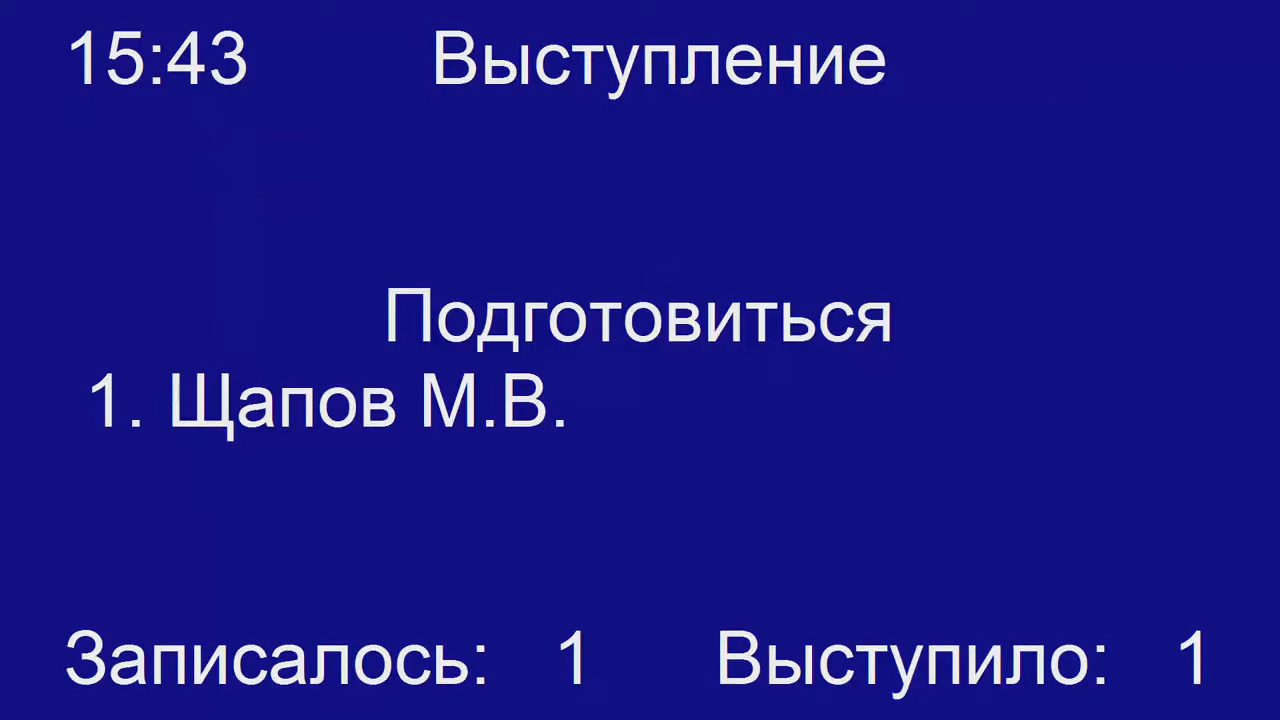 15:43 Выступление
Подготовиться
1. Щапов М.В.
Записалось: 1 Выступило: 1